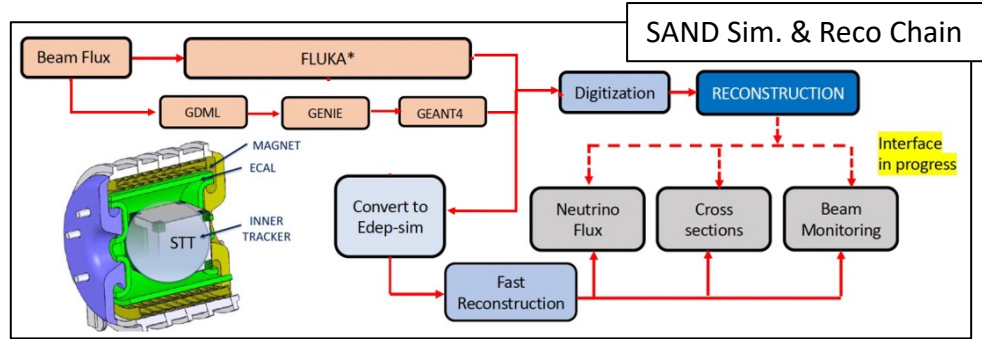 SAND Sim. & Reco Chain
Beam Flux
FLUKA*
GDML
GENIE
GEANT4
Digitization
RECONSTRUCTION
MAGNET
ECAL
INNER
TRACKER
STT
Interface
in progress
Convert to
Edep-sim
Neutrino
Flux
Cross
sections
Beam
Monitoring
Fast
Reconstruction